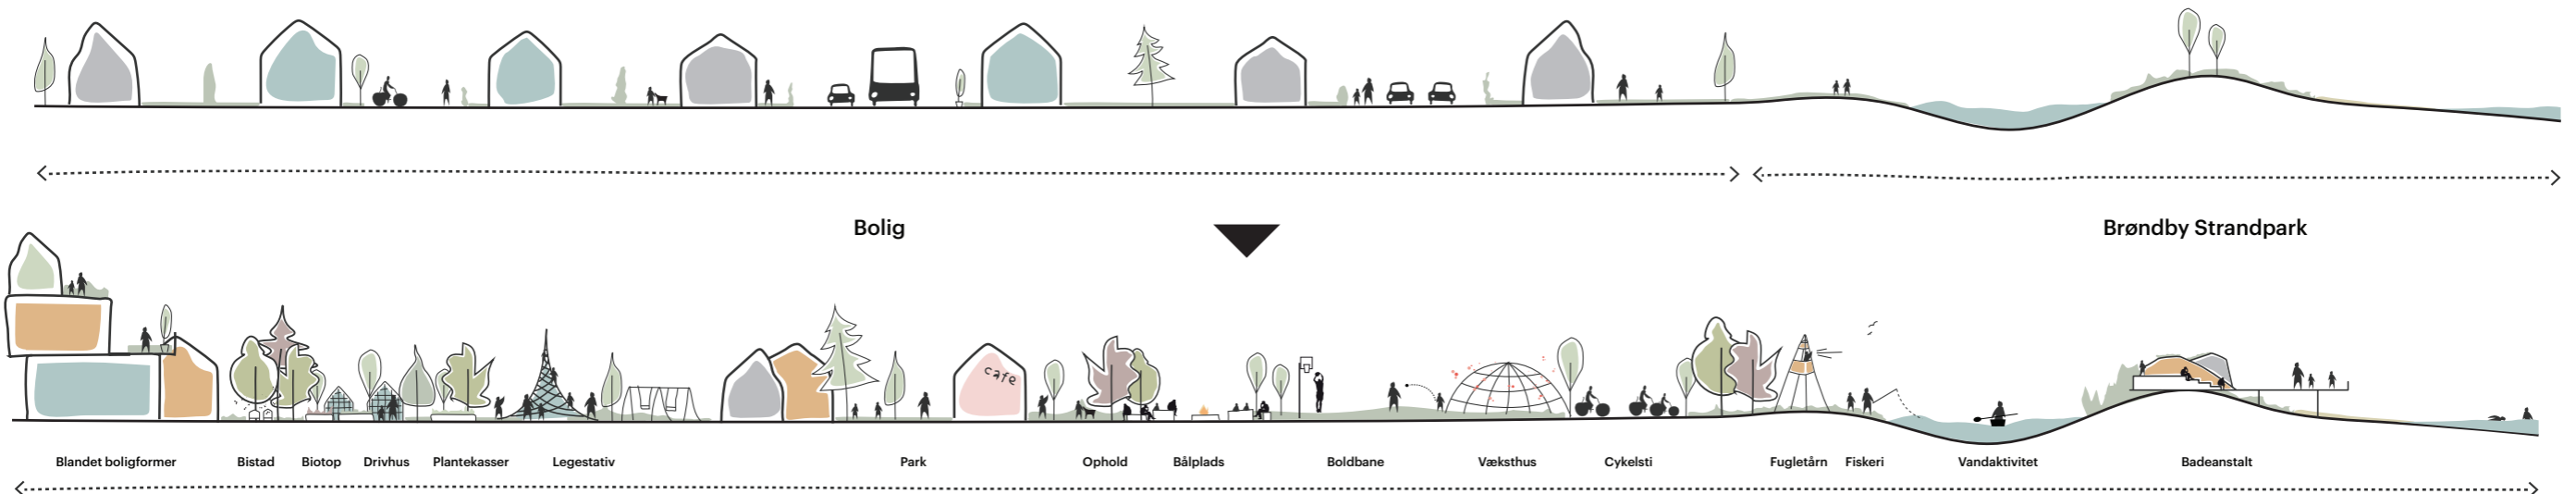 Bolig
Brøndby Strandpark
cafe
Blandet boligformer
Bistad
Biotop
Drivhus
Plantekasser
Legestativ
Park
Ophold
Bålplads
Boldbane
Væksthus
Cykelsti
Fugletårn
Fiskeri
Vandaktivitet
Badeanstalt